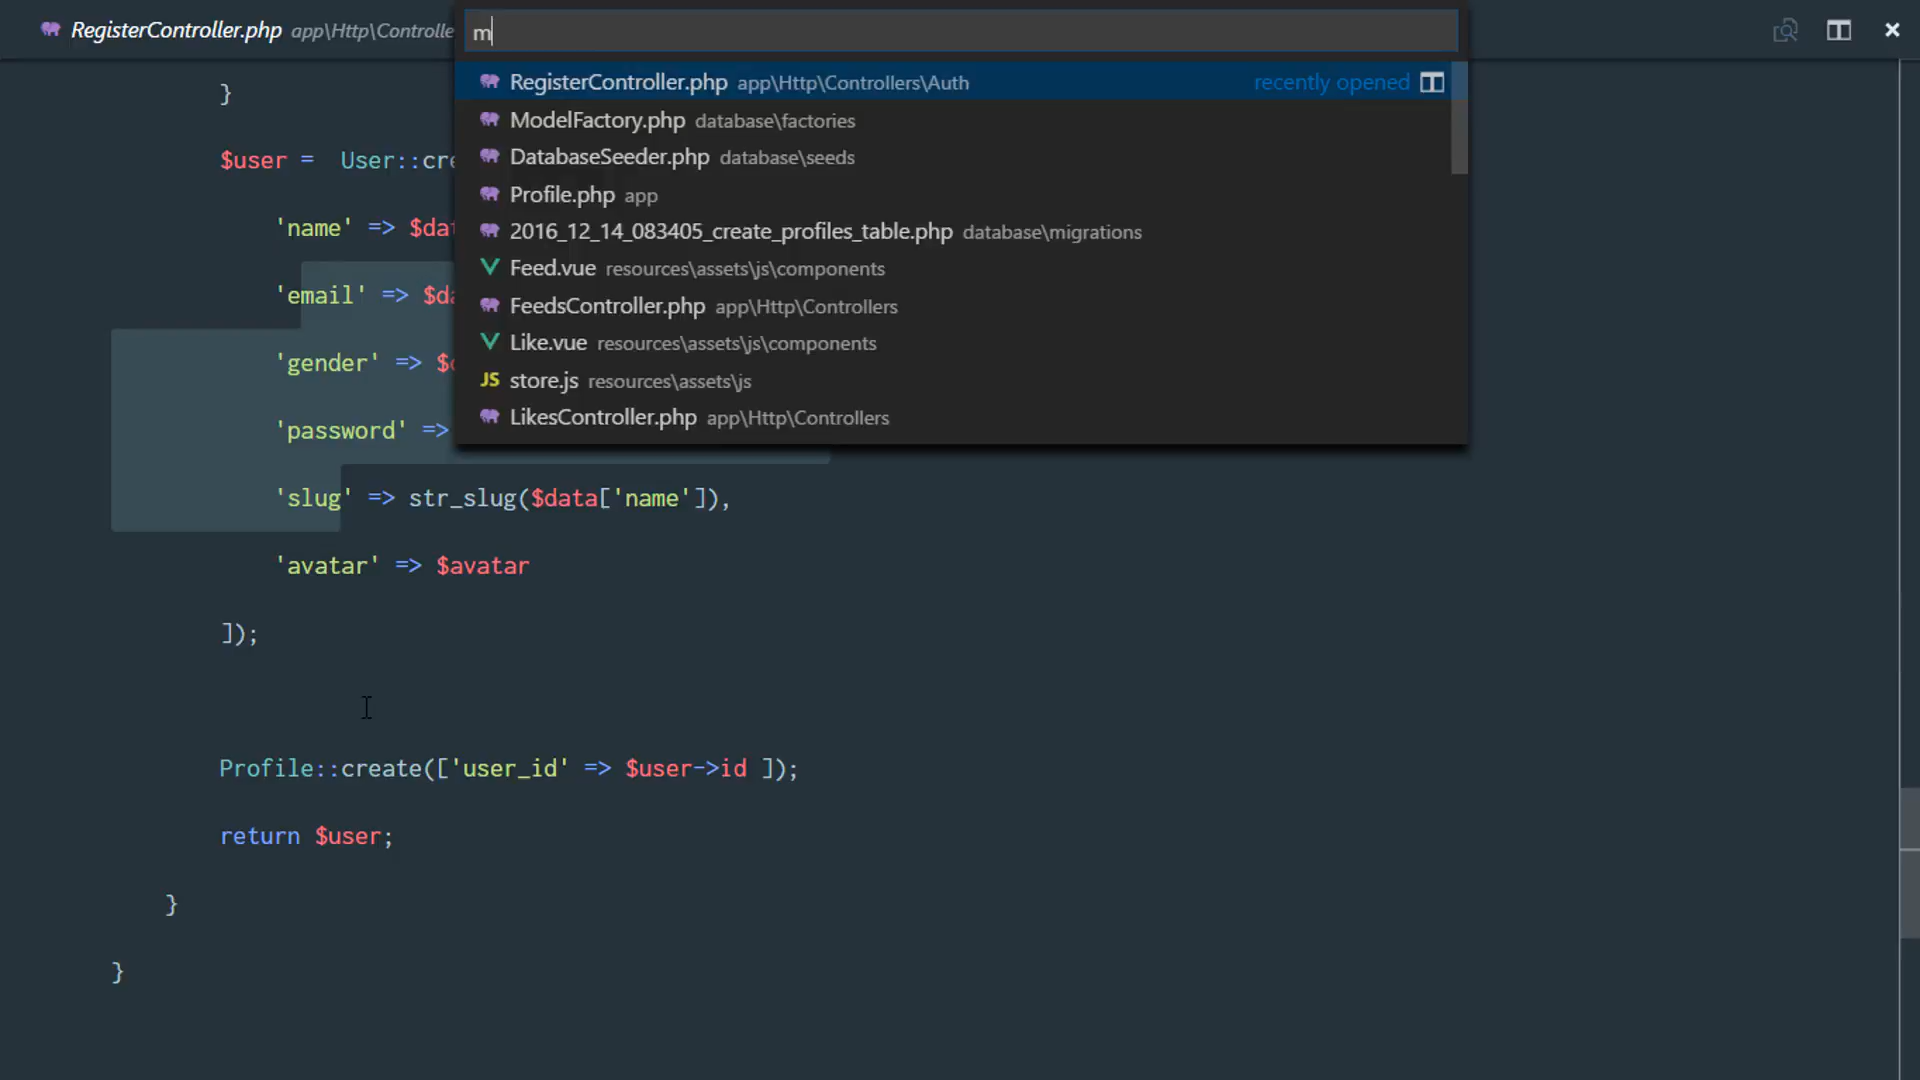 RegisterController.php app\Http\Controlle
m
RegisterController.php app\Http\Controllers\Auth recently opened
ModelFactory.php database\factories
DatabaseSeeder.php database\seeds
Profile.php app
2016_12_14_083405_create_profiles_table.php database\migrations
Feed.vue resources\assets\js\components
FeedsController.php app\Http\Controllers
Like.vue resources\assets\js\components
JS store.js resources\assets\js
LikesController.php app\Http\Controllers
}
$user = User::cre
'name' => $dat
'email' => $da
'gender' => $d
'password' =>
'slug' => str_slug($data['name']),
'avatar' => $avatar
]);
Profile::create(['user_id' => $user->id ]);
return $user;
}
}